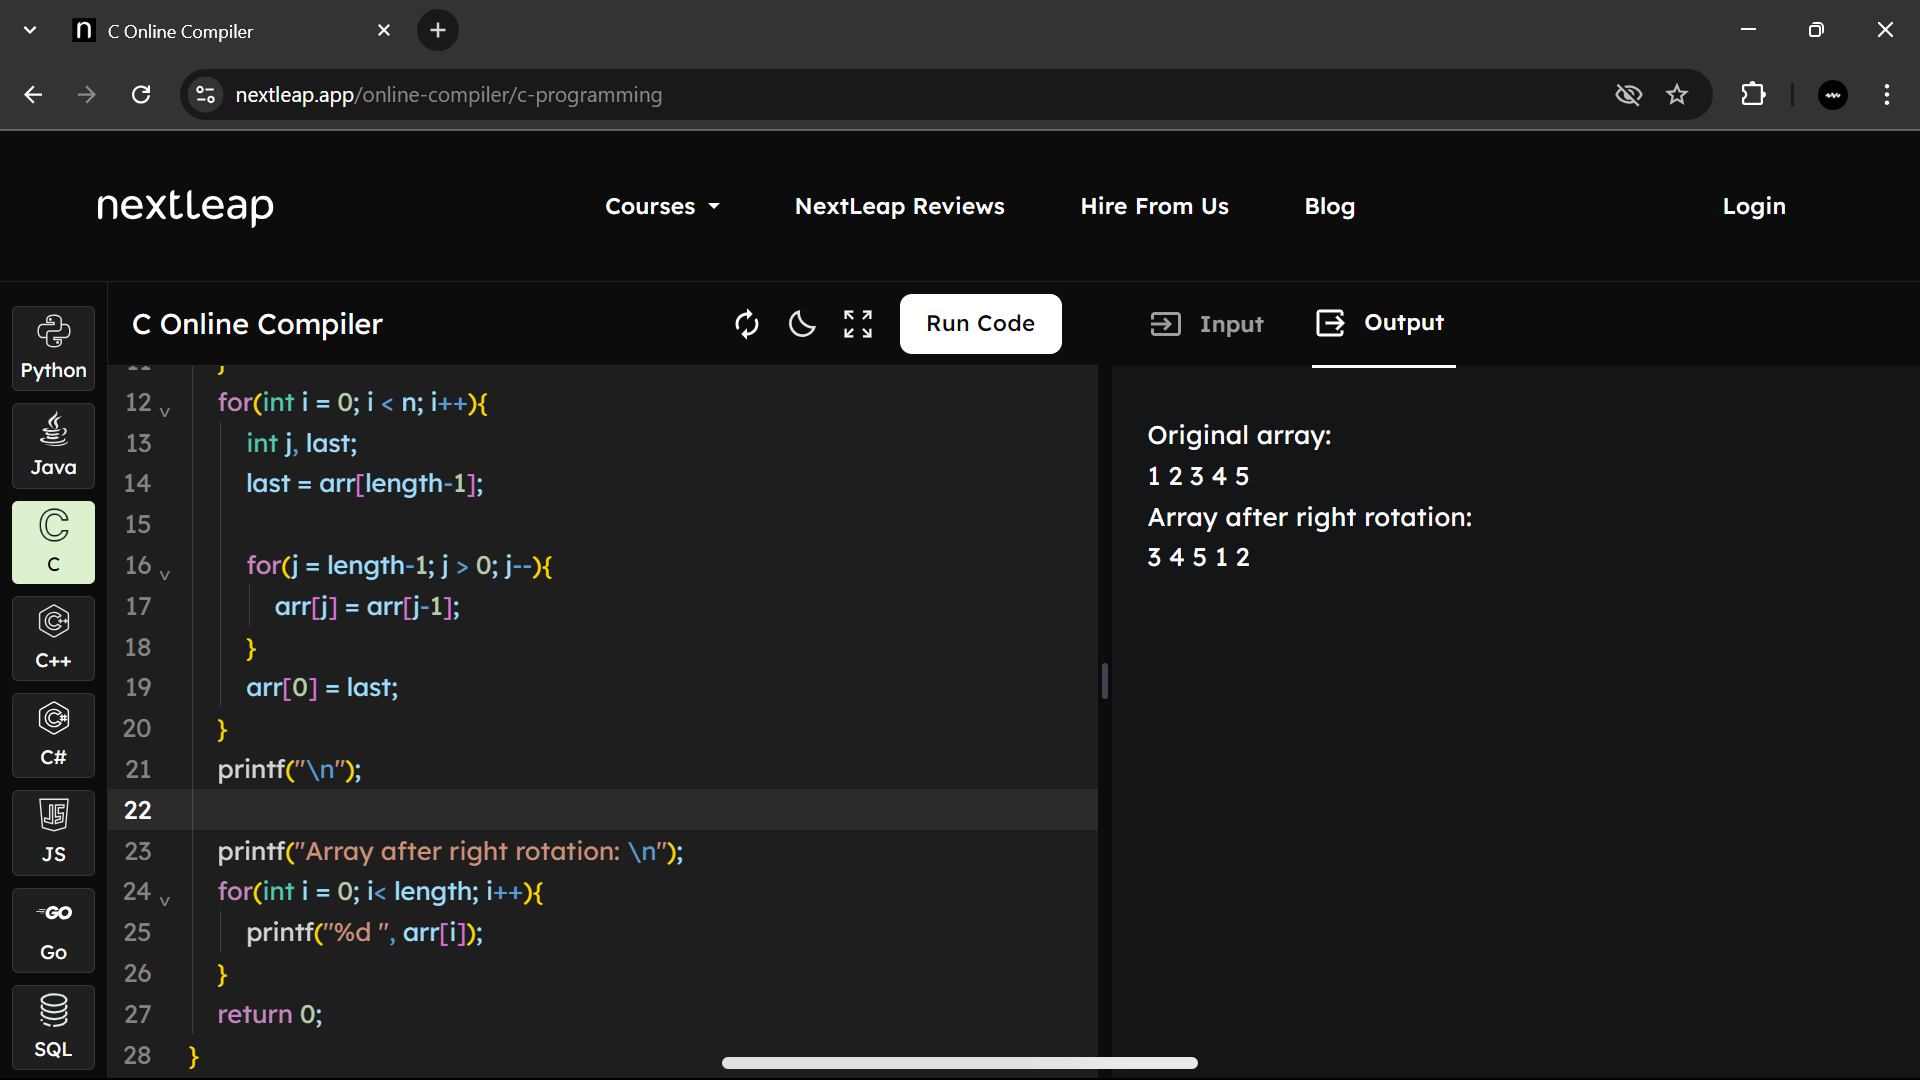 C Online Compiler
nextleap.app/online-compiler/c-programming
nextleap
Courses
NextLeap Reviews
Hire From Us
Blog
Login
Python
Java
C
C
C++
C++
C#
C#
JS
JS
GO
Go
SQL
C Online Compiler
Run Code
11 }
12 for(int i = 0; i < n; i++){
13 int j, last;
14 last = arr[length-1];
15
16 for(j = length-1; j > 0; j--){
17 arr[j] = arr[j-1];
18 }
19 arr[0] = last;
20 }
21 printf("\n");
22
23 printf("Array after right rotation: \n");
24 for(int i = 0; i< length; i++){
25 printf("%d ", arr[i]);
26 }
27 return 0;
28 }
Input
Output
Original array:
1 2 3 4 5
Array after right rotation:
3 4 5 1 2